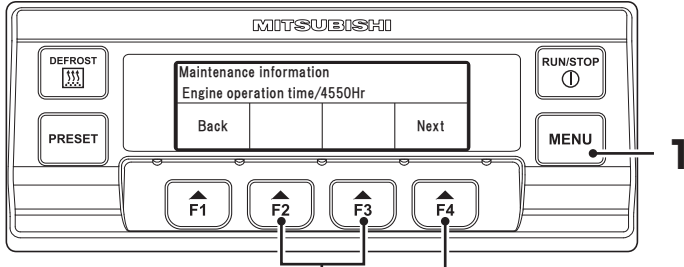 MITSUBISHI
DEFROST
RUN/STOP
Maintenance information
Engine operation time/4550Hr
Back
Next
PRESET
MENU
1
F1
F2
F3
F4